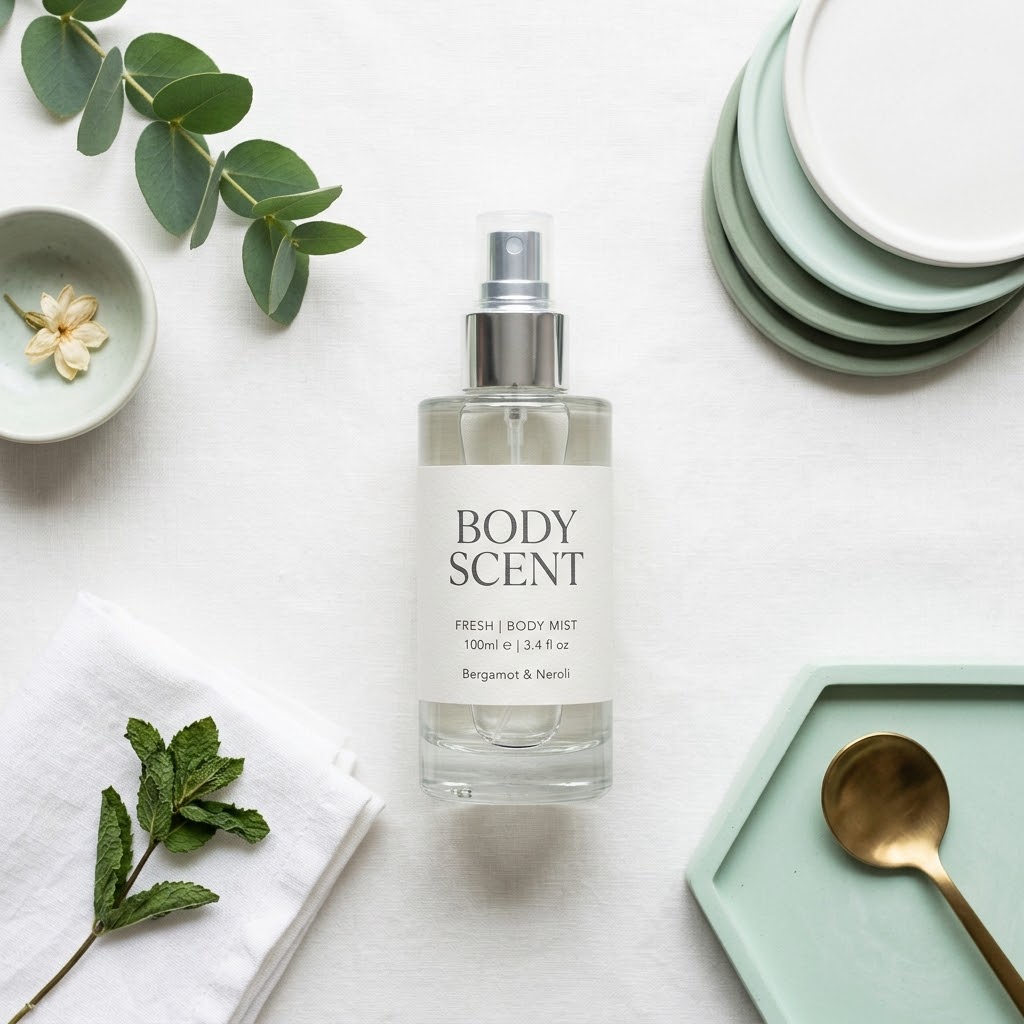 BODY
SCENT
FRESH | BODY MIST
100ml e | 3.4 fl oz
Bergamot & Neroli